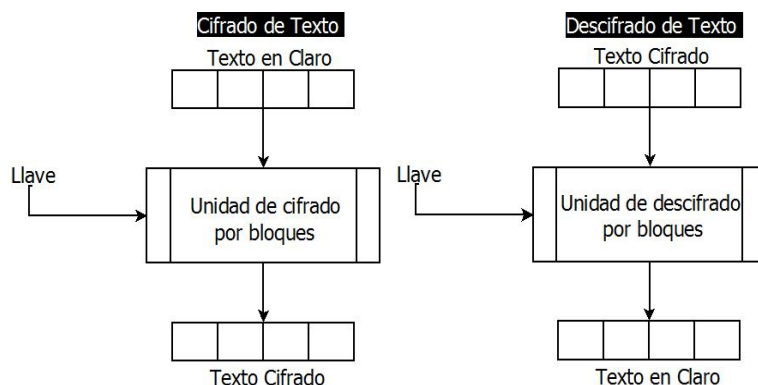 Cifrado de Texto
Texto en Claro
Llave
Unidad de cifrado
por bloques
Texto Cifrado
Descifrado de Texto
Texto Cifrado
Llave
Unidad de descifrado
por bloques
Texto en Claro